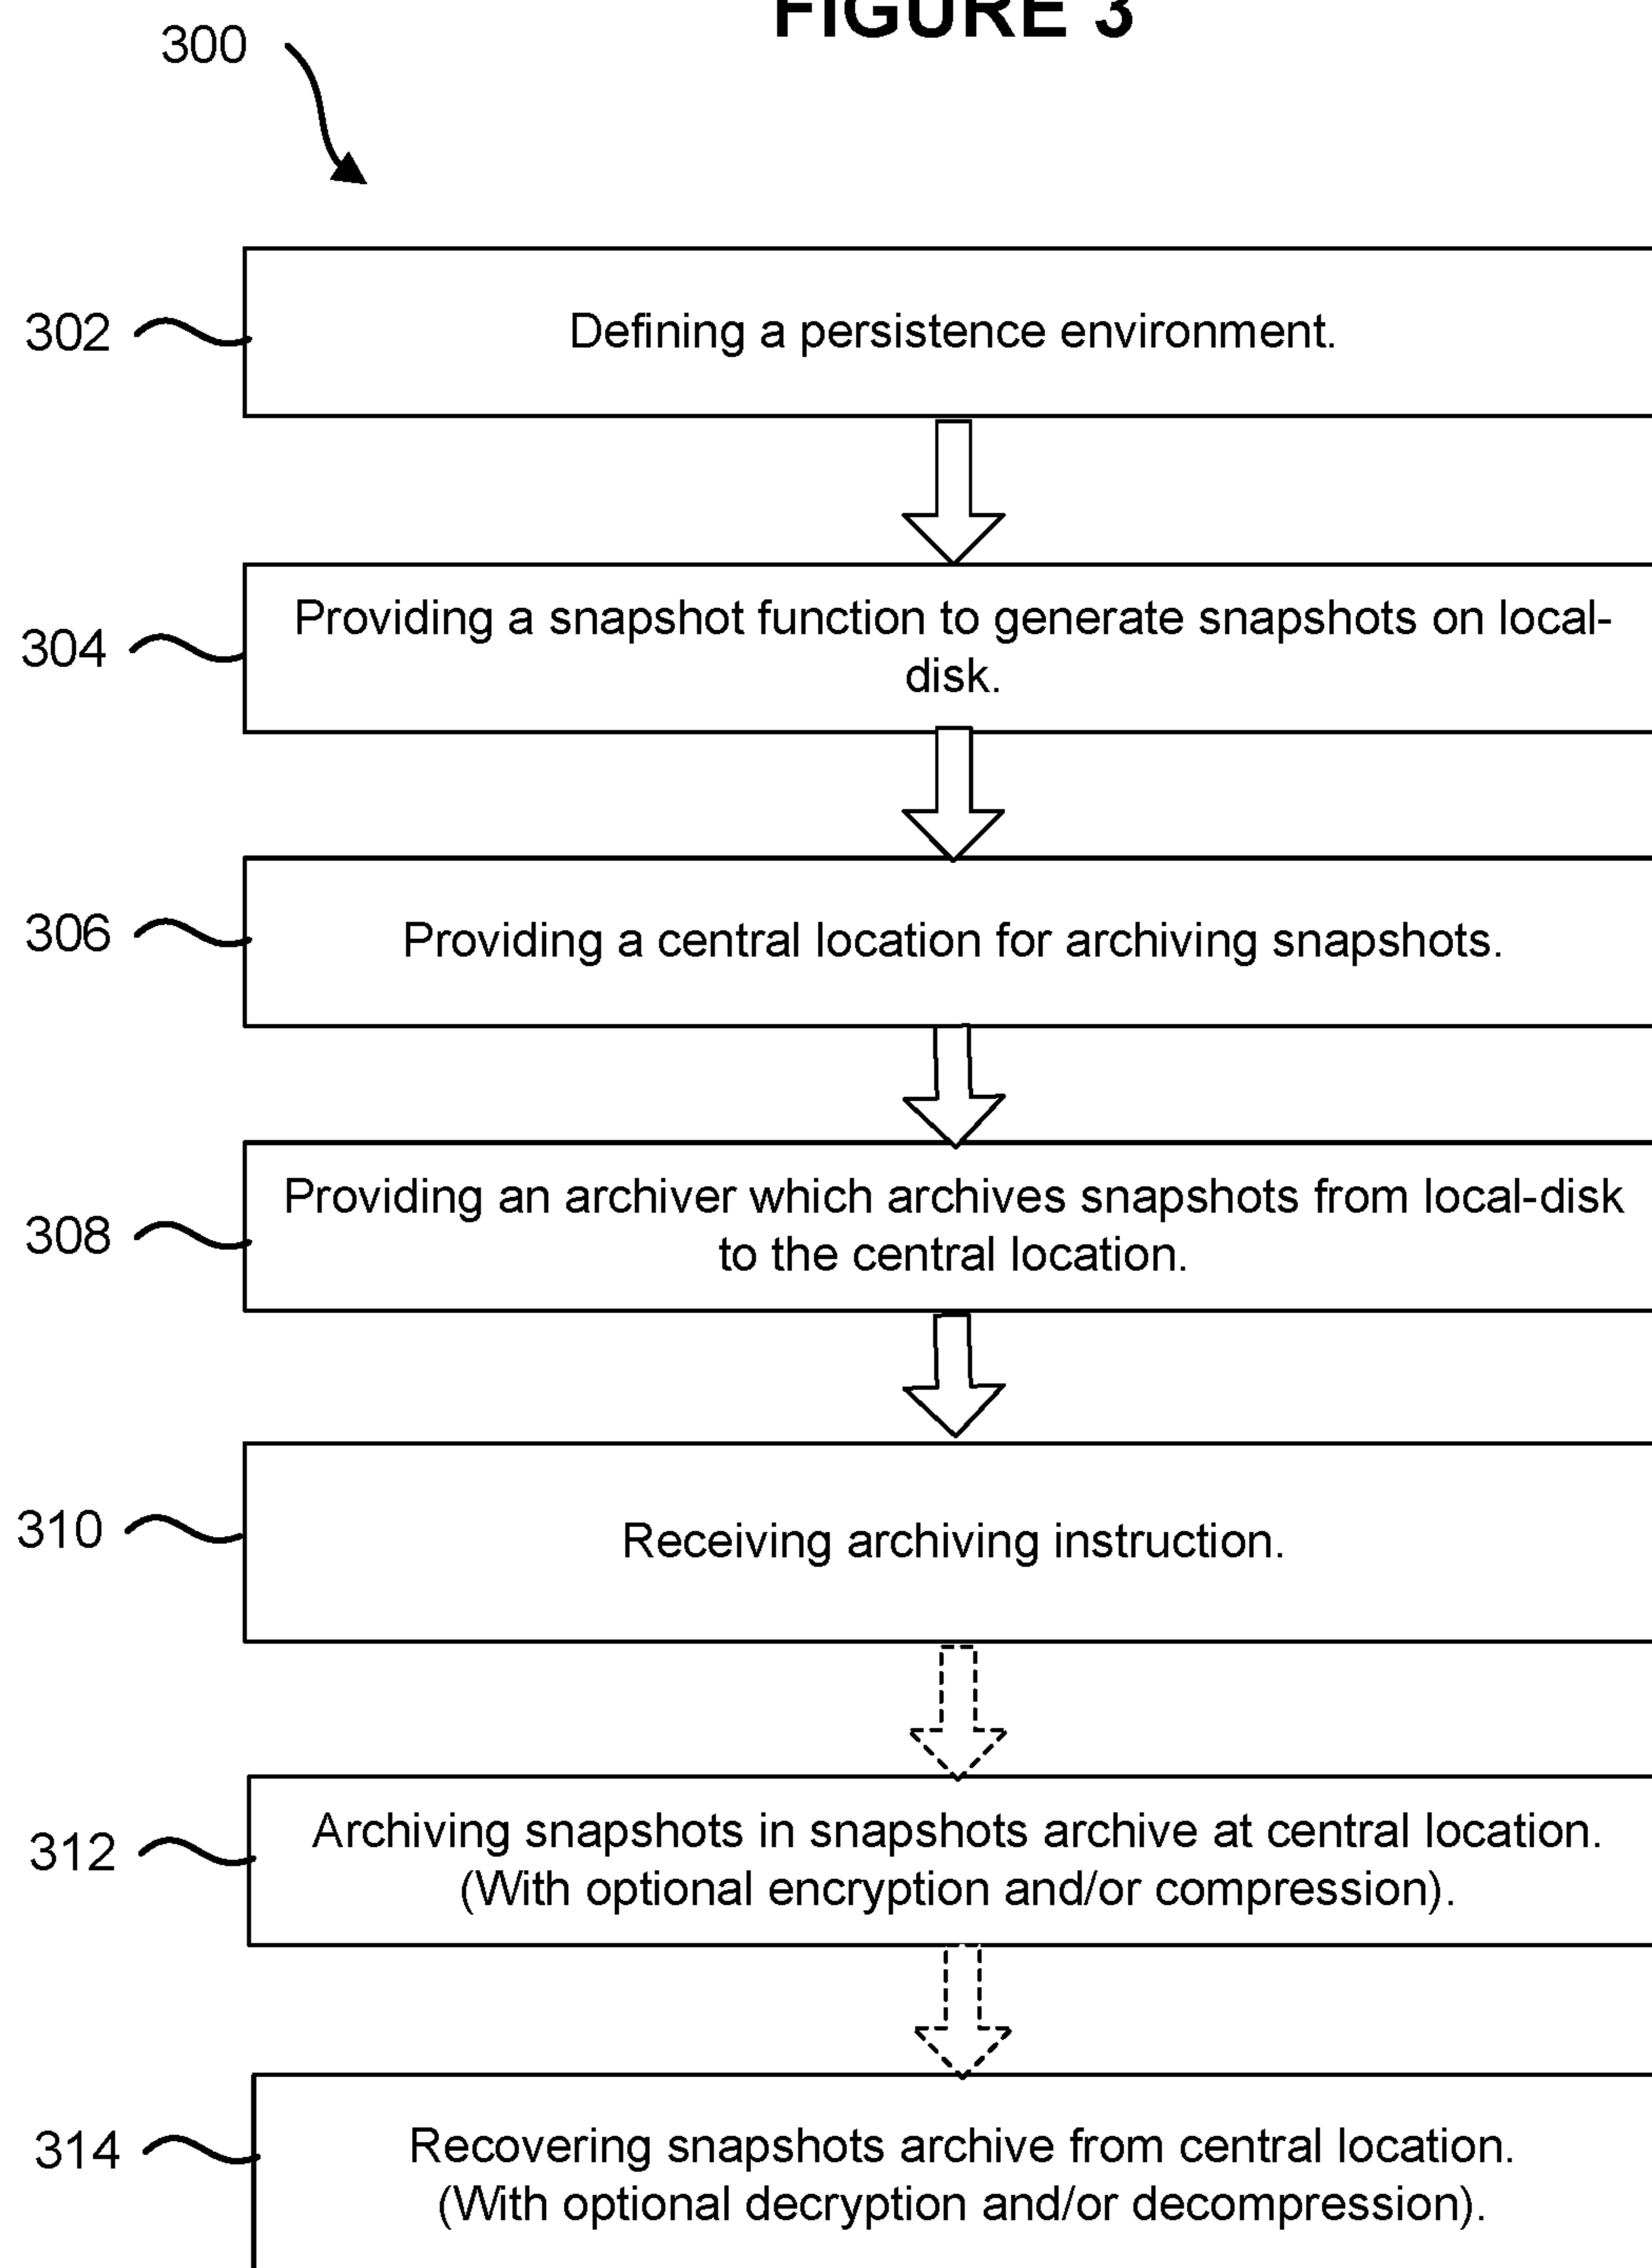 FIGURE 3
300
302
Defining a persistence environment.
304
Providing a snapshot function to generate snapshots on local-
disk.
306
Providing a central location for archiving snapshots.
308
Providing an archiver which archives snapshots from local-disk
to the central location.
310
Receiving archiving instruction.
312
Archiving snapshots in snapshots archive at central location.
(With optional encryption and/or compression).
314
Recovering snapshots archive from central location.
(With optional decryption and/or decompression).